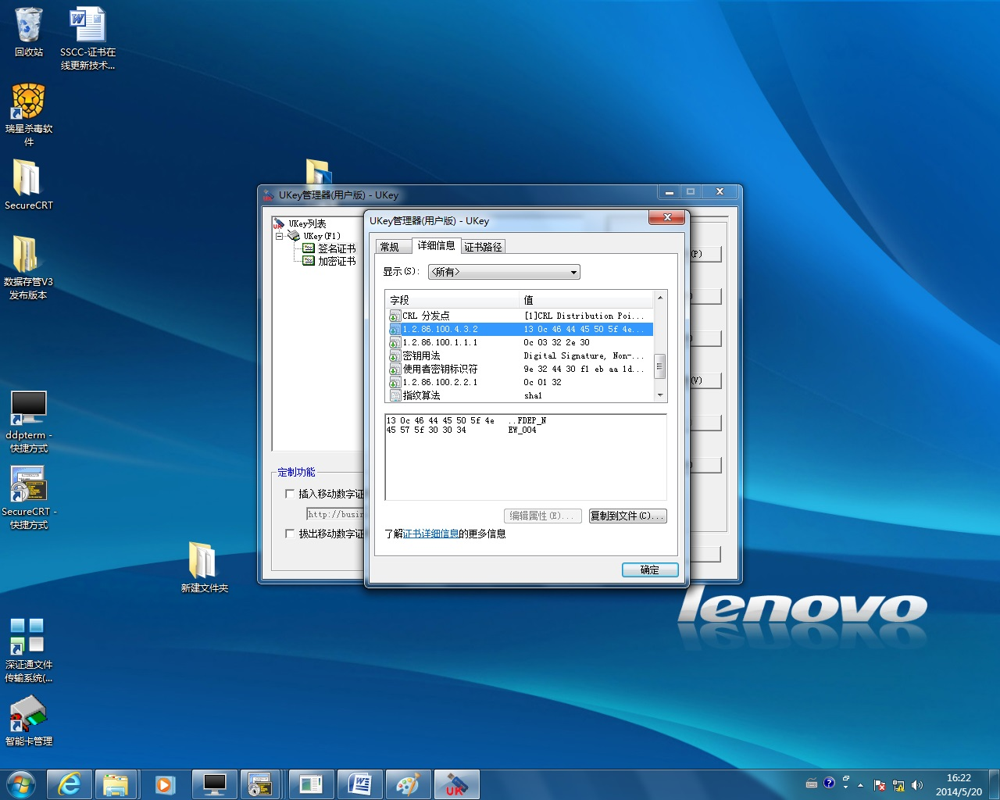 回收站
SSCC-证书在
线更新技术...
瑞星杀毒软
件
SecureCRT
数据存管V3
发布版本
ddpterm -
快捷方式
SecureCRT -
快捷方式
新建文件夹
深证通文件
传输系统(...
智能卡管理
UKey管理器(用户版) - UKey
UKey列表
UKey(F1)
签名证书
加密证书
(P)
(V)
定制功能
插入移动数字证
http://busin
拔出移动数字证
UKey管理器(用户版) - UKey
常规
详细信息
证书路径
显示(S):
<所有>
字段 值
CRL 分发点 [1]CRL Distribution Poi...
1.2.86.100.4.3.2 13 0c 46 44 45 50 5f 4e...
1.2.86.100.1.1.1 0c 03 32 2e 30
密钥用法 Digital Signature, Non-...
使用者密钥标识符 9e 32 44 30 f1 eb aa 1d...
1.2.86.100.2.2.1 0c 01 32
指纹算法 sha1
13 0c 46 44 45 50 5f 4e ..FDEP_N
45 57 5f 30 30 34 EW_004
编辑属性(E)...
复制到文件(C)...
了解证书详细信息的更多信息
确定
lenovo
UK
16:22
2014/5/20